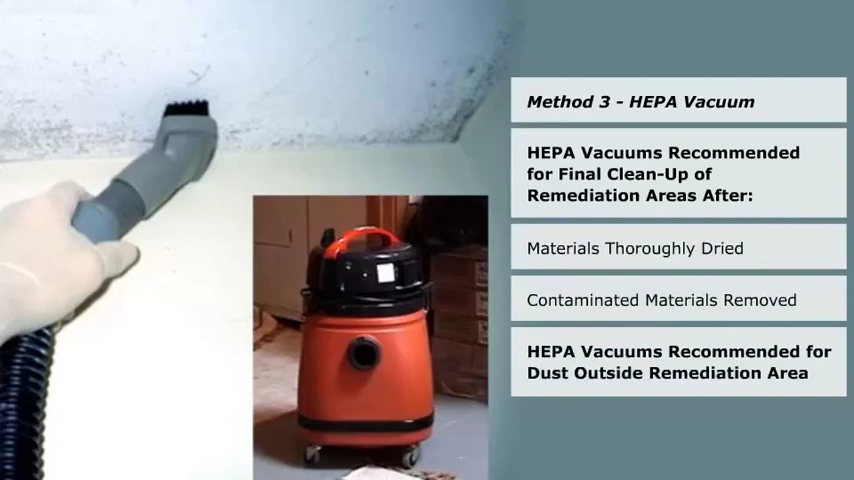 Method 3 - HEPA Vacuum
HEPA Vacuums Recommended
for Final Clean-Up of
Remediation Areas After:
Materials Thoroughly Dried
Contaminated Materials Removed
HEPA Vacuums Recommended for
Dust Outside Remediation Area